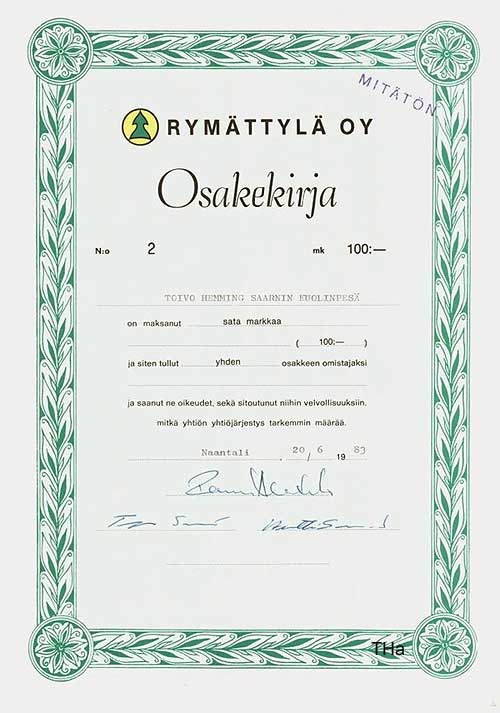 MITÄTÖN
RYMÄTTYLÄ OY
Osakekirja
N:o 2 mk 100:—
TOIVO HEMMING SAARNIN KUOLINPESÄ
on maksanut sata markkaa
( 100:— )
ja siten tullut yhden osakkeen omistajaksi
ja saanut ne oikeudet, sekä sitoutunut niihin velvollisuuksiin,
mitkä yhtiön yhtiöjärjestys tarkemmin määrää.
Naantali . 20 / 6 19 83
THa